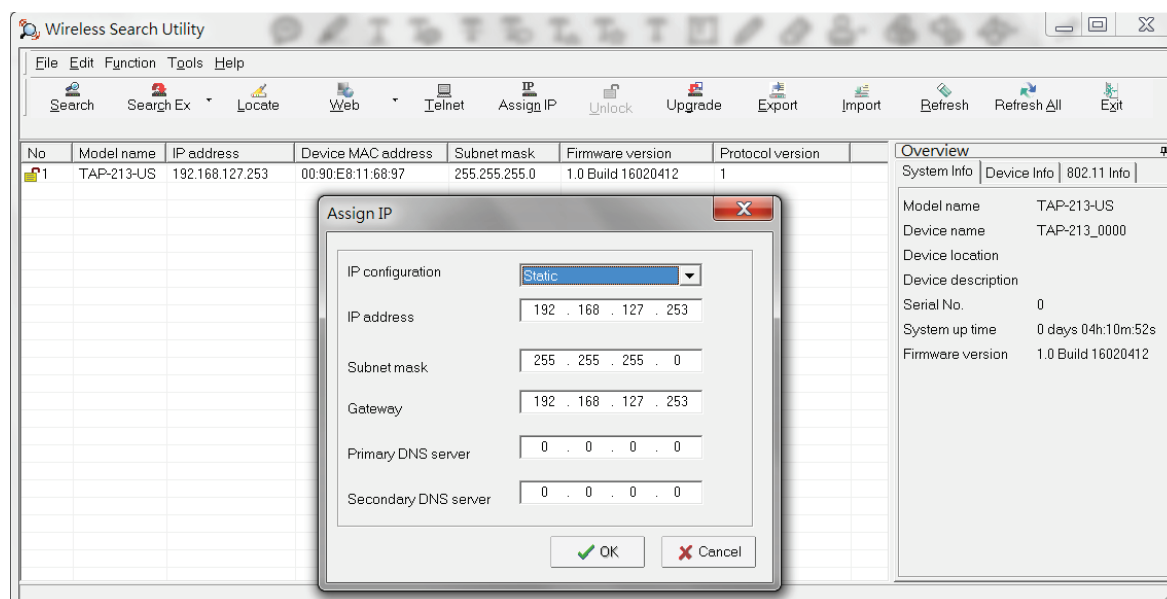 Wireless Search Utility
File Edit Function Tools Help
Search Search Ex Locate Web Telnet Assign IP Unlock Upgrade Export Import Refresh Refresh All Exit
No Model name IP address Device MAC address Subnet mask Firmware version Protocol version
1 TAP-213-US 192.168.127.253 00:90:E8:11:68:97 255.255.255.0 1.0 Build 16020412 1
Overview
System Info Device Info 802.11 Info
Model name TAP-213-US
Device name TAP-213_0000
Device location
Device description
Serial No. 0
System up time 0 days 04h:10m:52s
Firmware version 1.0 Build 16020412
Assign IP
IP configuration Static
IP address 192 . 168 . 127 . 253
Subnet mask 255 . 255 . 255 . 0
Gateway 192 . 168 . 127 . 253
Primary DNS server 0 . 0 . 0 . 0
Secondary DNS server 0 . 0 . 0 . 0
OK Cancel